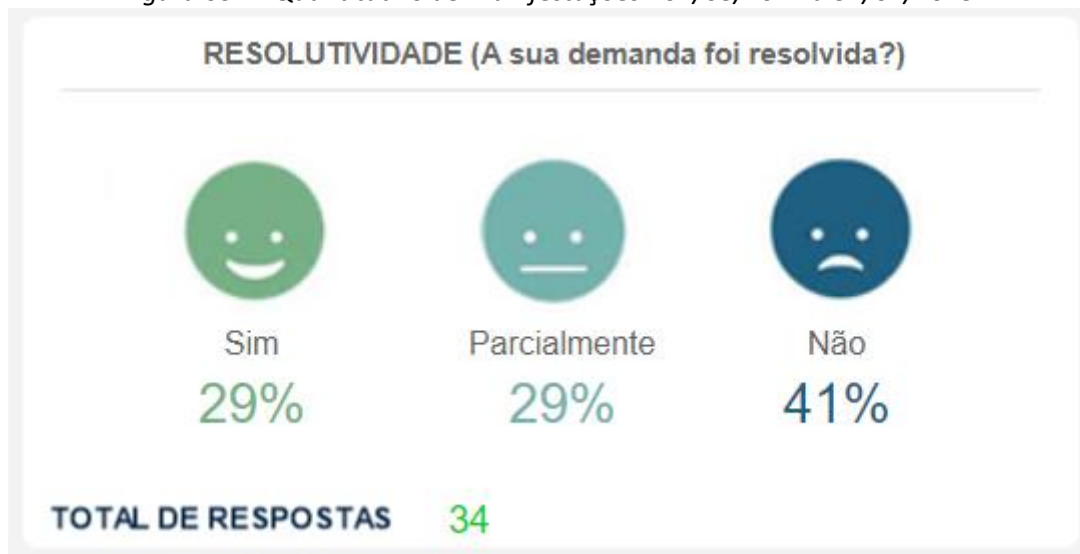 RESOLUTIVIDADE (A sua demanda foi resolvida?)
Sim Parcialmente Não
29% 29% 41%
TOTAL DE RESPOSTAS 34